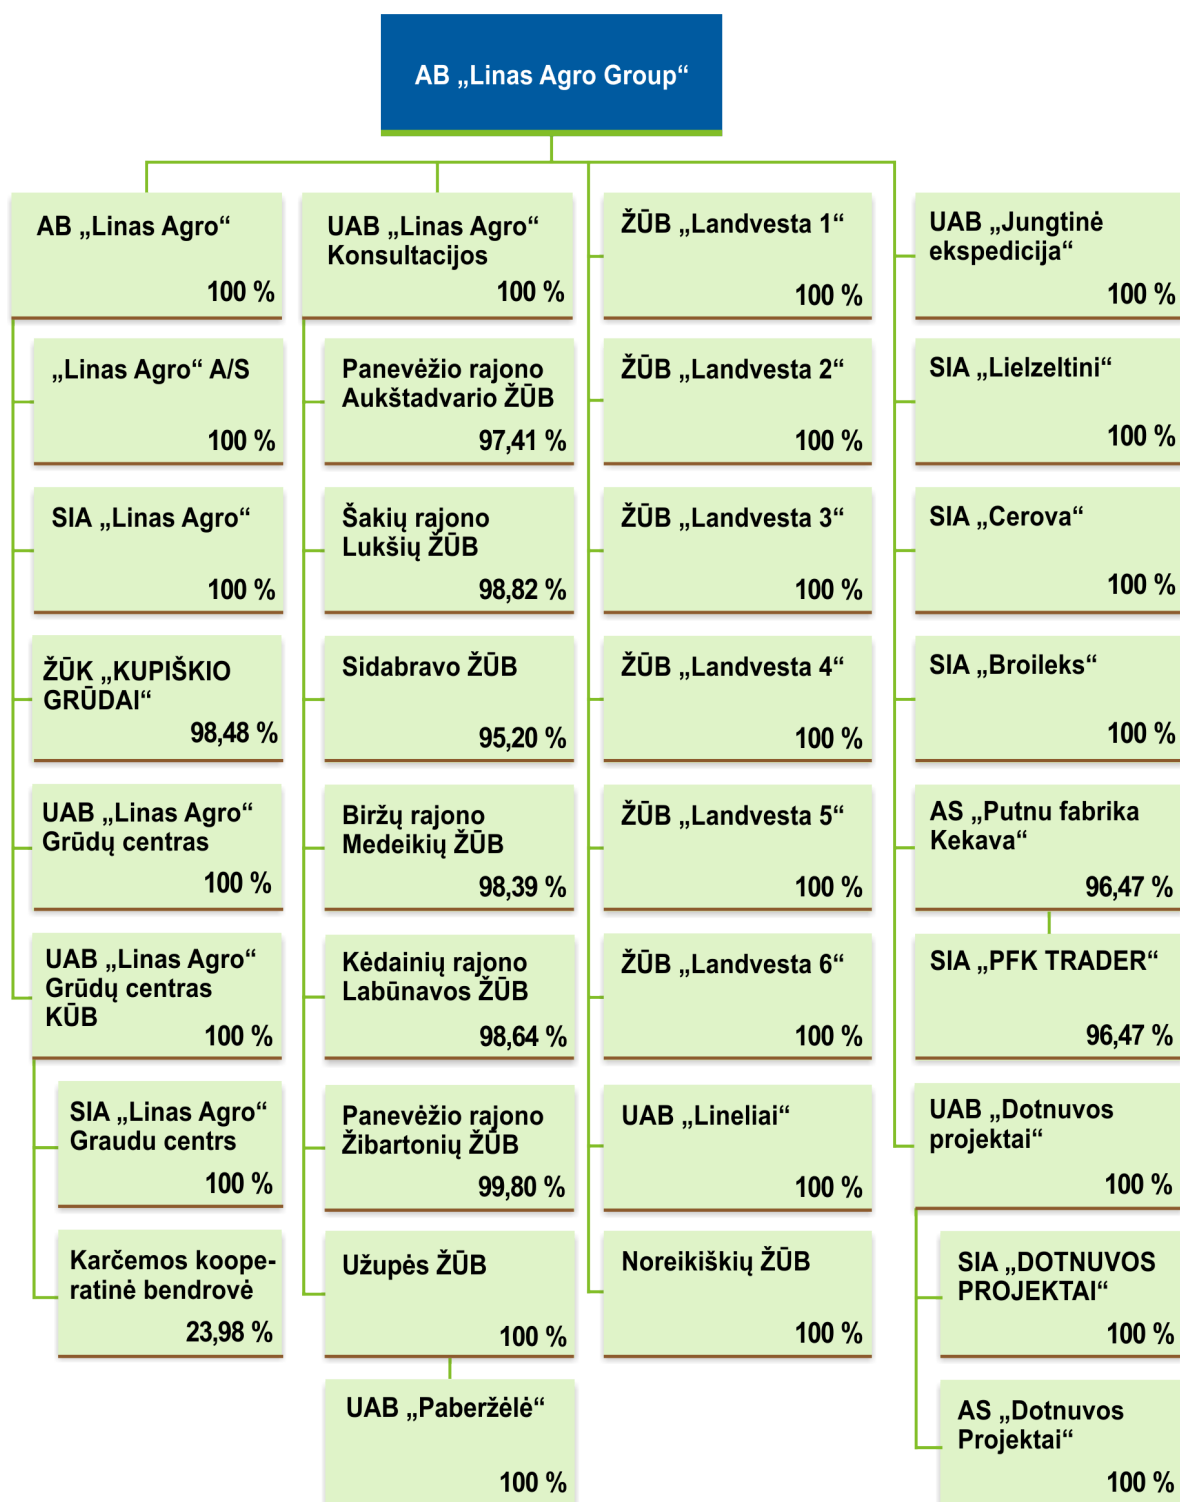 AB „Linas Agro Group“
AB „Linas Agro“
100 %
„Linas Agro“ A/S
100 %
SIA „Linas Agro“
100 %
ŽŪK „KUPIŠKIO
GRŪDAI“
98,48 %
UAB „Linas Agro“
Grūdų centras
100 %
UAB „Linas Agro“
Grūdų centras
KŪB
100 %
SIA „Linas Agro“
Graudu centrs
100 %
Karčemos koope-
ratinė bendrovė
23,98 %
UAB „Linas Agro“
Konsultacijos
100 %
Panevėžio rajono
Aukštadvario ŽŪB
97,41 %
Šakių rajono
Lukšių ŽŪB
98,82 %
Sidabravo ŽŪB
95,20 %
Biržų rajono
Medeikių ŽŪB
98,39 %
Kėdainių rajono
Labūnavos ŽŪB
98,64 %
Panevėžio rajono
Žibartonių ŽŪB
99,80 %
Užupės ŽŪB
100 %
UAB „Paberžėlė“
100 %
ŽŪB „Landvesta 1“
100 %
ŽŪB „Landvesta 2“
100 %
ŽŪB „Landvesta 3“
100 %
ŽŪB „Landvesta 4“
100 %
ŽŪB „Landvesta 5“
100 %
ŽŪB „Landvesta 6“
100 %
UAB „Lineliai“
100 %
Noreikiškių ŽŪB
100 %
UAB „Jungtinė
ekspedicija“
100 %
SIA „Lielzeltini“
100 %
SIA „Cerova“
100 %
SIA „Broileks“
100 %
AS „Putnu fabrika
Kekava“
96,47 %
SIA „PFK TRADER“
96,47 %
UAB „Dotnuvos
projektai“
100 %
SIA „DOTNUVOS
PROJEKTAI“
100 %
AS „Dotnuvos
Projektai“
100 %